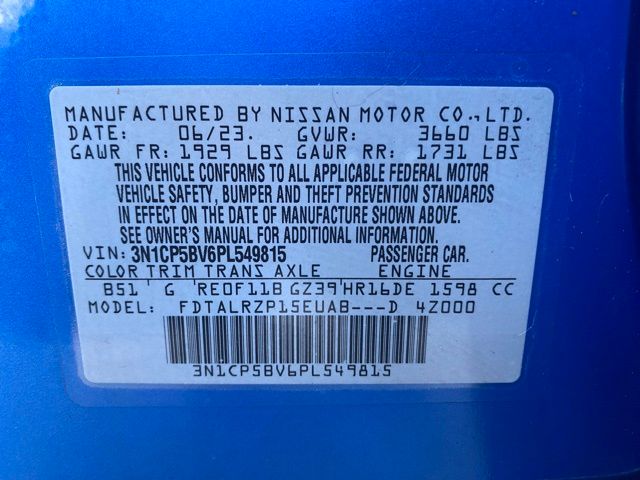 MANUFACTURED BY NISSAN MOTOR CO.,LTD.
DATE: 06/23. GVWR: 3660 LBS
GAWR FR: 1929 LBS GAWR RR: 1731 LBS
THIS VEHICLE CONFORMS TO ALL APPLICABLE FEDERAL MOTOR
VEHICLE SAFETY, BUMPER AND THEFT PREVENTION STANDARDS
IN EFFECT ON THE DATE OF MANUFACTURE SHOWN ABOVE.
SEE OWNER'S MANUAL FOR ADDITIONAL INFORMATION.
VIN: 3N1CP5BV6PL549815 PASSENGER CAR.
COLOR TRIM TRANS AXLE ENGINE
B51 G RE0F11B GZ39 HR16DE 1598 CC
MODEL: FDTALRZP15EUAB---D 4Z000
3N1CP5BV6PL549815